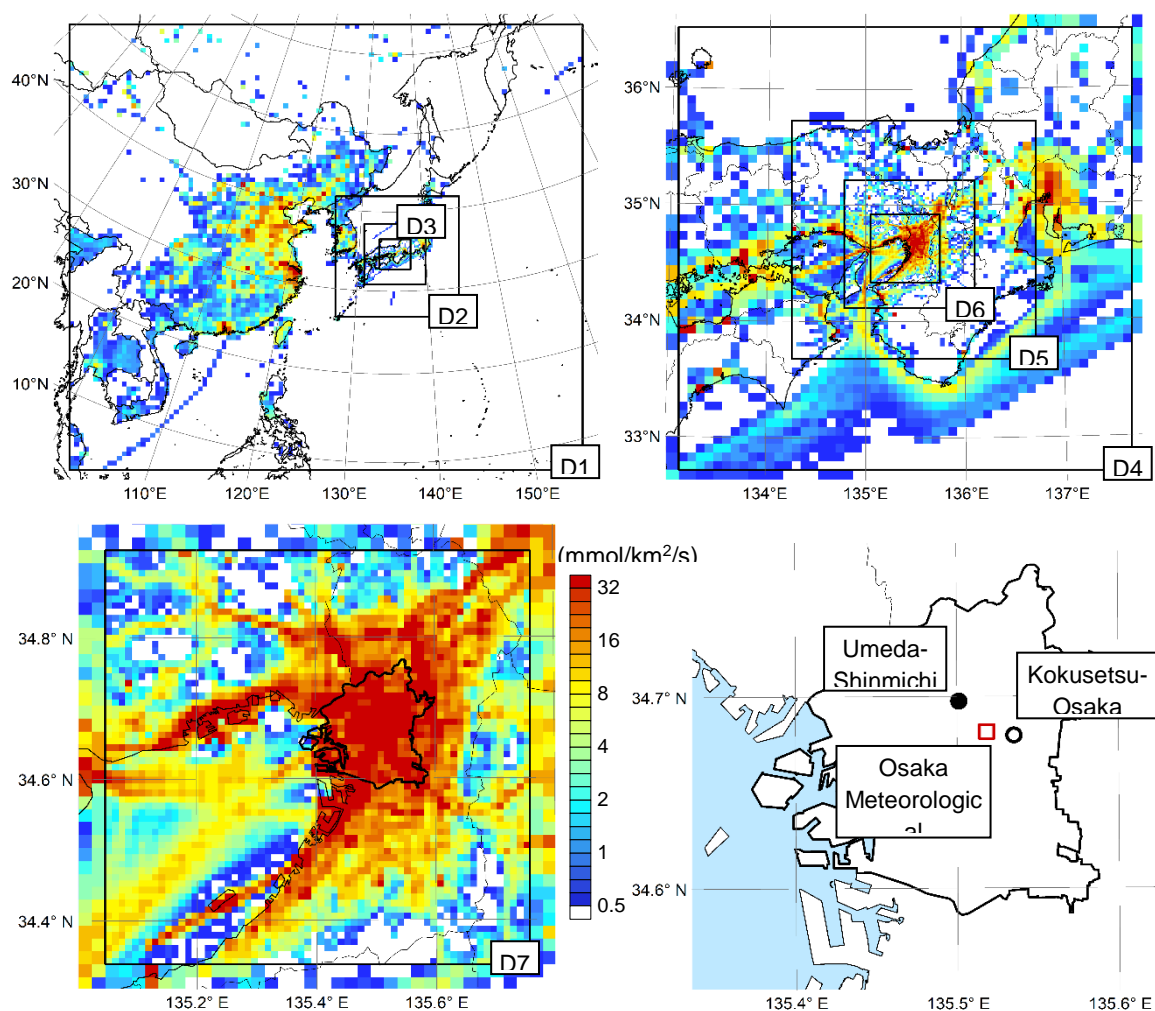 40°N
30°N
20°N
10°N
D3
D2
D1
110°E 120°E 130°E 140°E 150°E
36°N
35°N
34°N
33°N
D6
D5
D4
134°E 135°E 136°E 137°E
(mmol/km²/s)
32
16
8
4
2
1
0.5
34.8° N
34.6° N
34.4° N
D7
135.2° E 135.4° E 135.6° E
Umeda-
Shinmichi
Kokusetsu-
Osaka
Osaka
Meteorologic
al
34.7° N
34.6° N
135.4° E 135.5° E 135.6° E